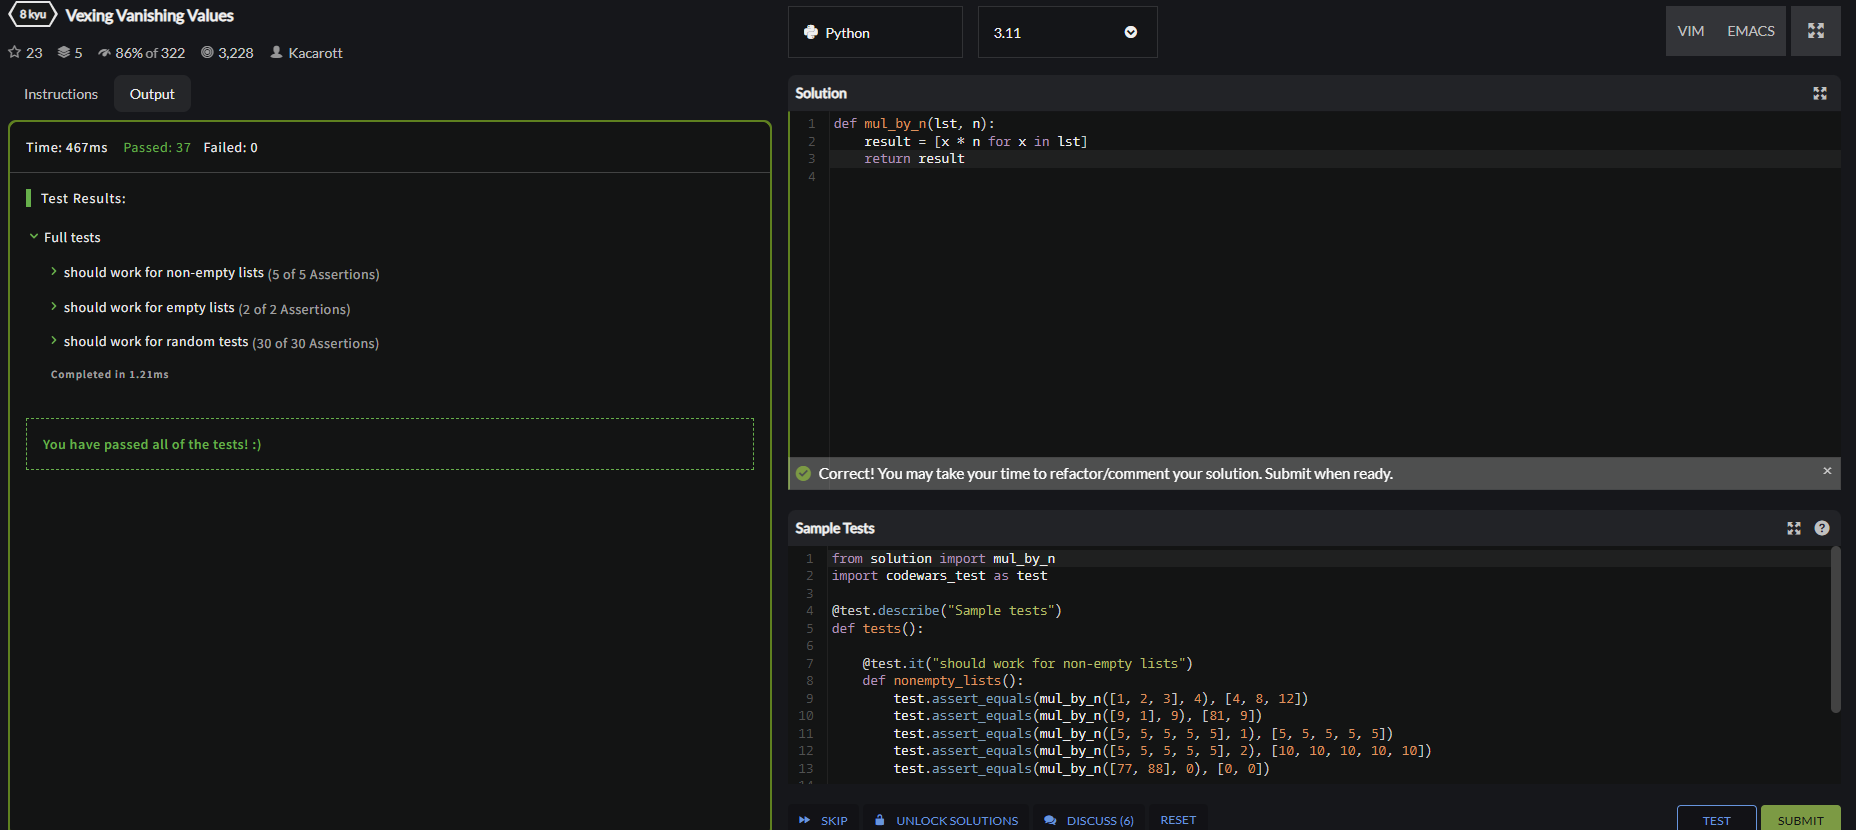 8 kyu Vexing Vanishing Values
23 5 86% of 322 3,228 Kacarott
Instructions Output
Time: 467ms Passed: 37 Failed: 0
Test Results:
Full tests
should work for non-empty lists (5 of 5 Assertions)
should work for empty lists (2 of 2 Assertions)
should work for random tests (30 of 30 Assertions)
Completed in 1.21ms
You have passed all of the tests! :)
Python 3.11 VIM EMACS
Solution
1 def mul_by_n(lst, n):
2 result = [x * n for x in lst]
3 return result
4
Correct! You may take your time to refactor/comment your solution. Submit when ready. ×
Sample Tests ?
1 from solution import mul_by_n
2 import codewars_test as test
3
4 @test.describe("Sample tests")
5 def tests():
6
7 @test.it("should work for non-empty lists")
8 def nonempty_lists():
9 test.assert_equals(mul_by_n([1, 2, 3], 4), [4, 8, 12])
10 test.assert_equals(mul_by_n([9, 1], 9), [81, 9])
11 test.assert_equals(mul_by_n([5, 5, 5, 5, 5], 1), [5, 5, 5, 5, 5])
12 test.assert_equals(mul_by_n([5, 5, 5, 5, 5], 2), [10, 10, 10, 10, 10])
13 test.assert_equals(mul_by_n([77, 88], 0), [0, 0])
SKIP UNLOCK SOLUTIONS DISCUSS (6) RESET TEST SUBMIT